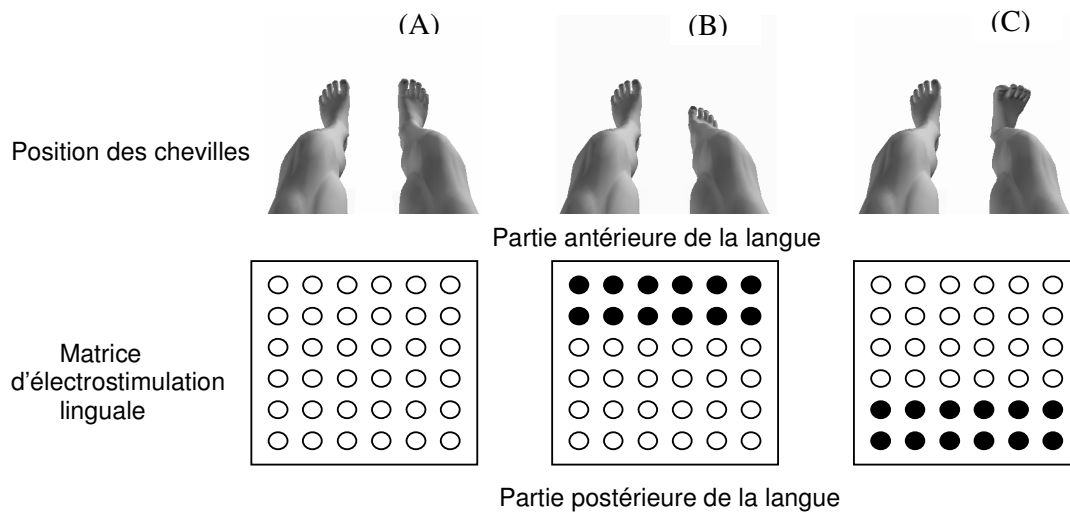 (A)
(B)
(C)
Position des chevilles
Partie antérieure de la langue
Matrice
d'électrostimulation
linguale
Partie postérieure de la langue